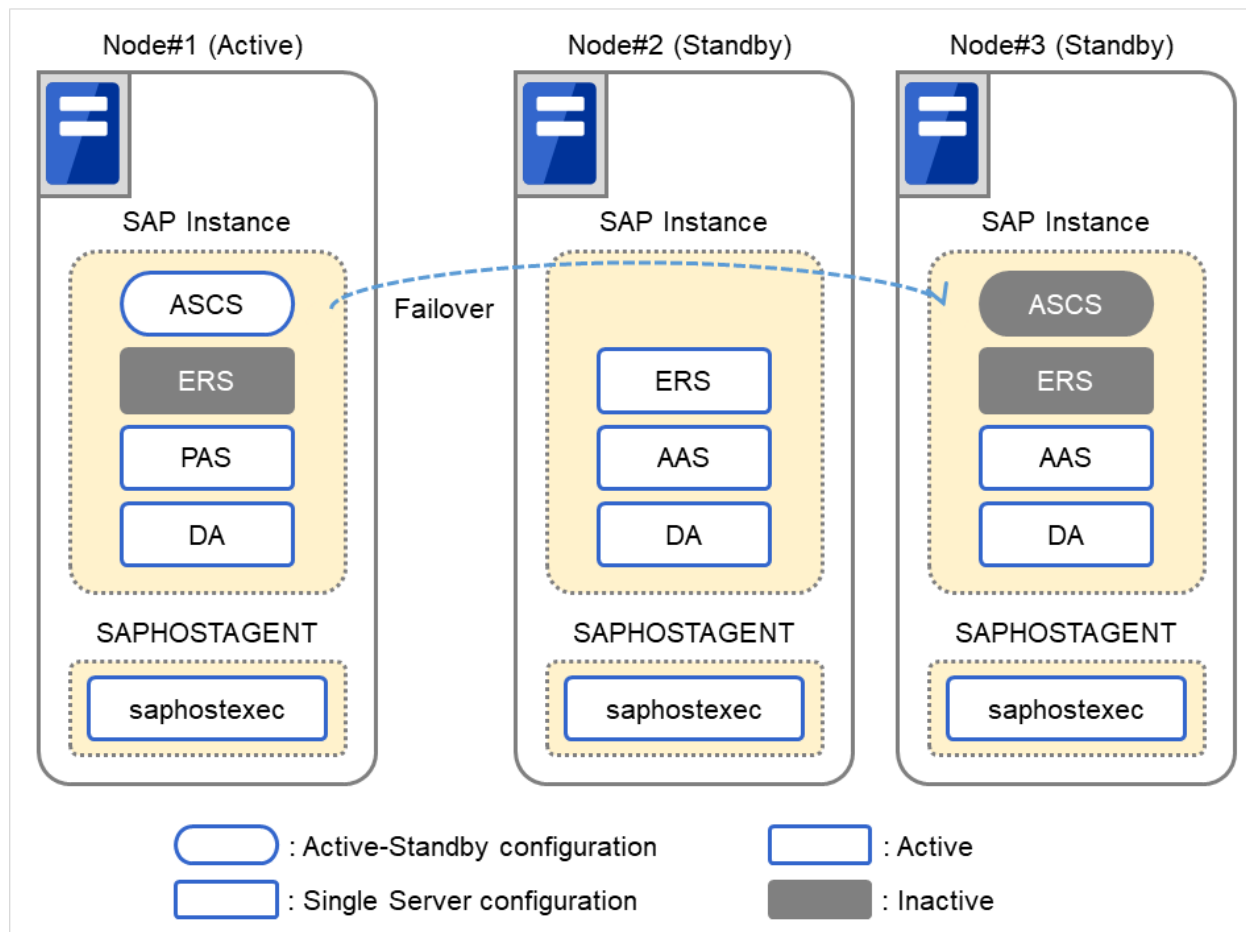 Node#1 (Active)
Node#2 (Standby)
Node#3 (Standby)
SAP Instance
SAP Instance
SAP Instance
ASCS
Failover
ASCS
ERS
ERS
ERS
PAS
AAS
AAS
DA
DA
DA
SAPHOSTAGENT
SAPHOSTAGENT
SAPHOSTAGENT
saphostexec
saphostexec
saphostexec
: Active-Standby configuration
: Active
: Single Server configuration
: Inactive